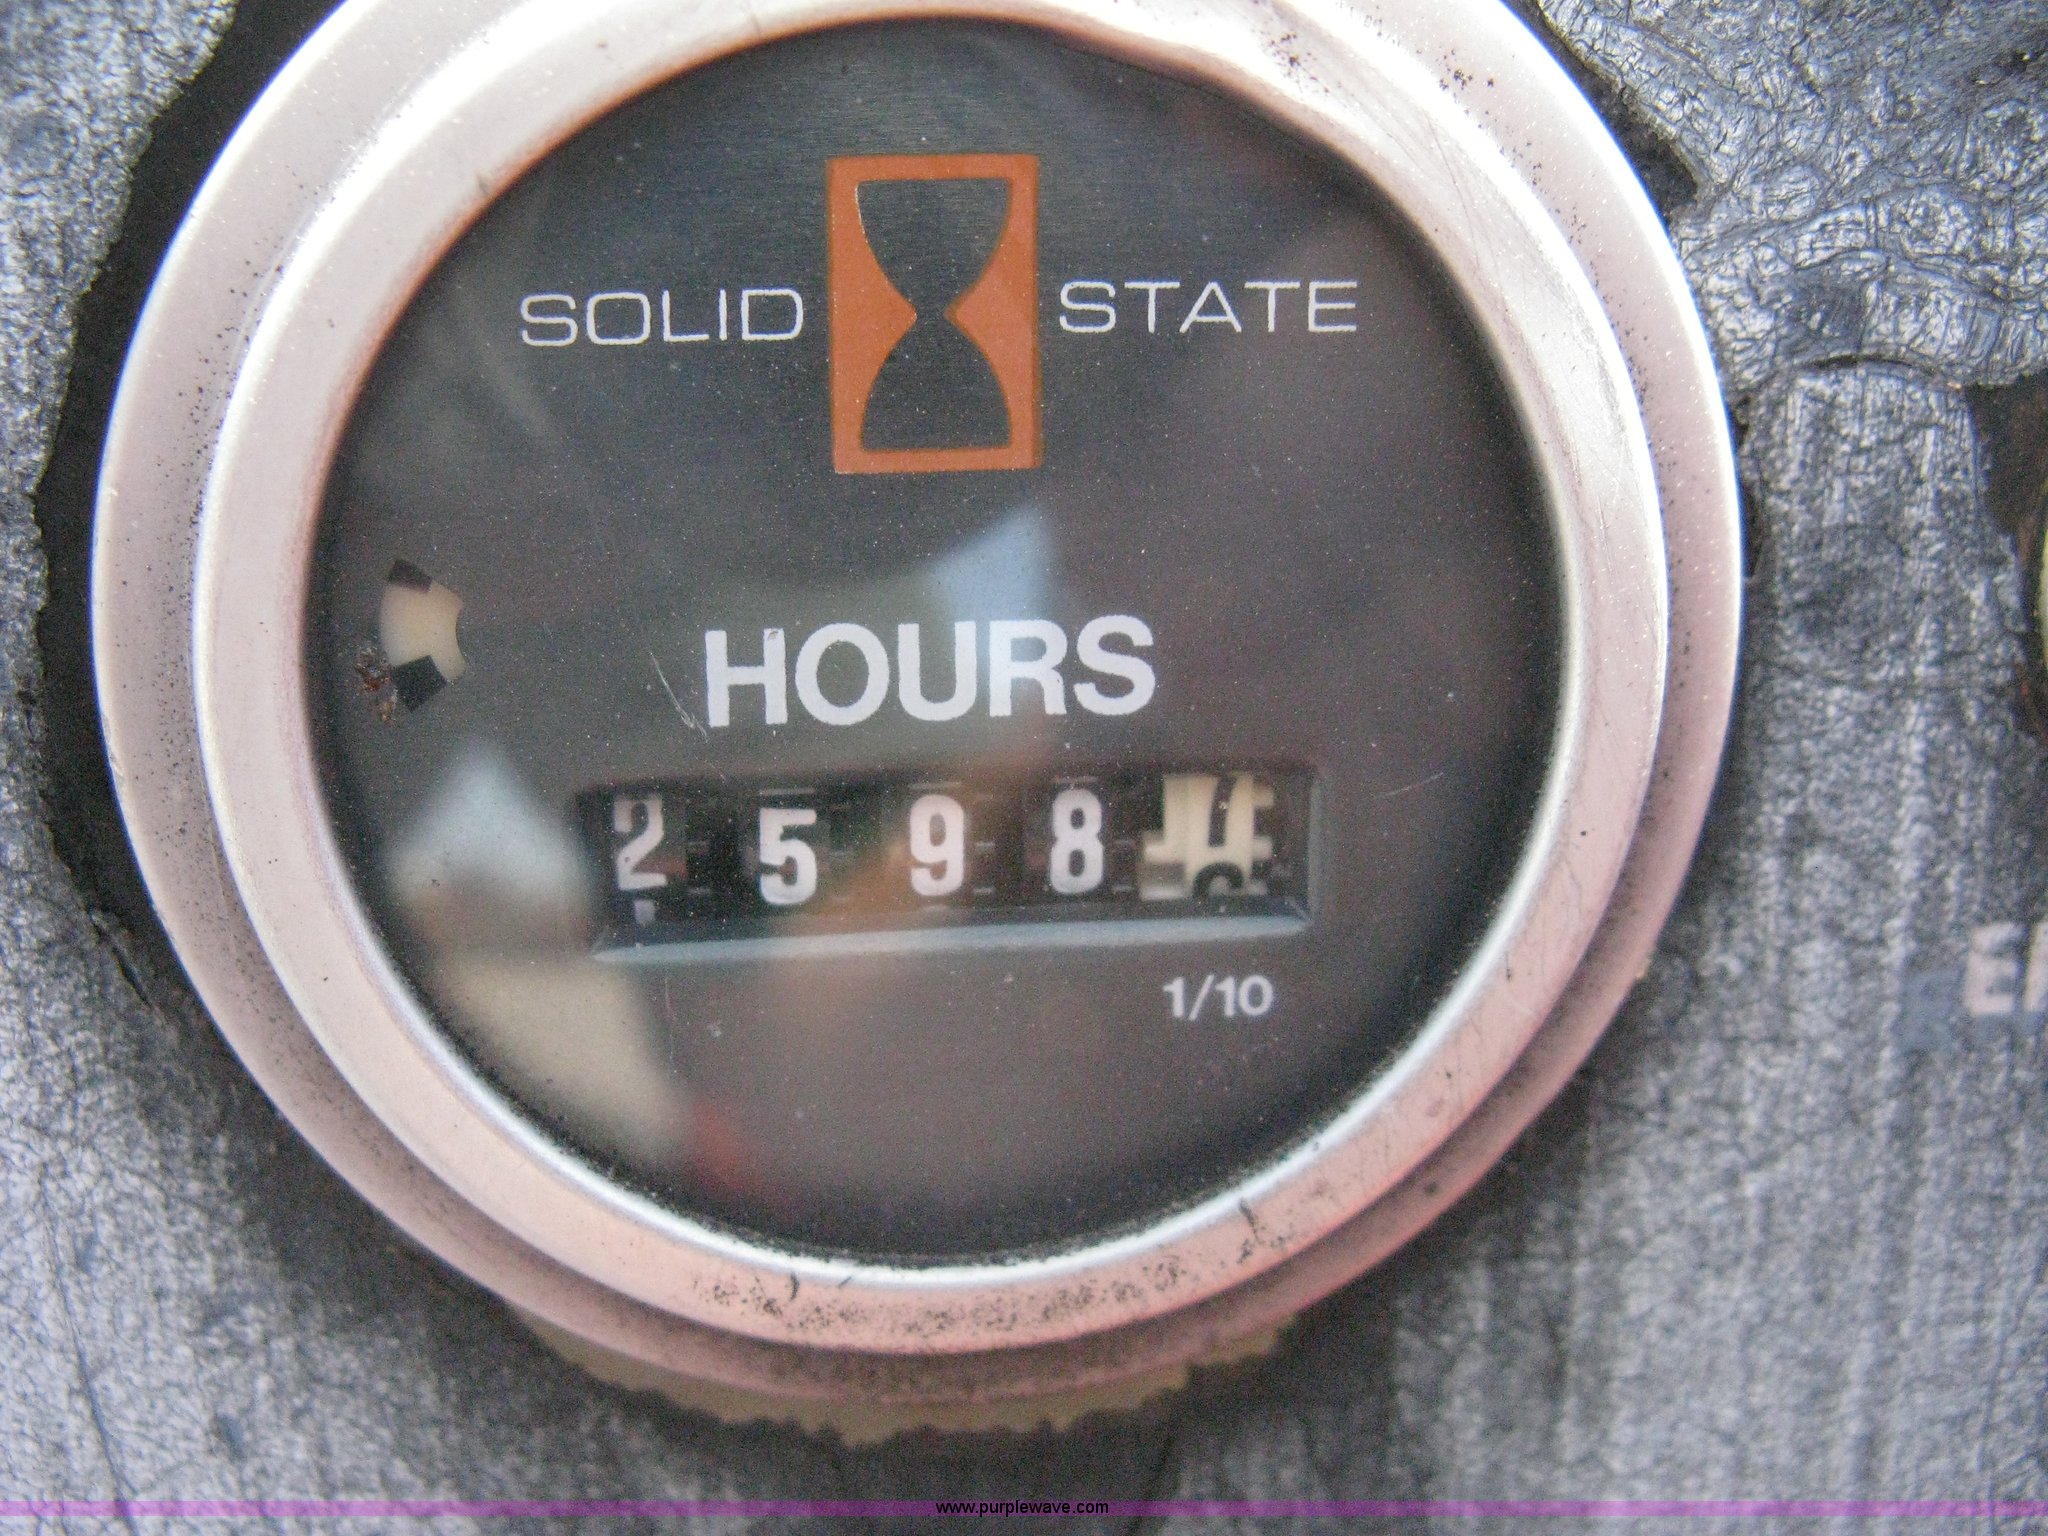 SOLID STATE
HOURS
2 5 9 8
1/10
www.purplewave.com